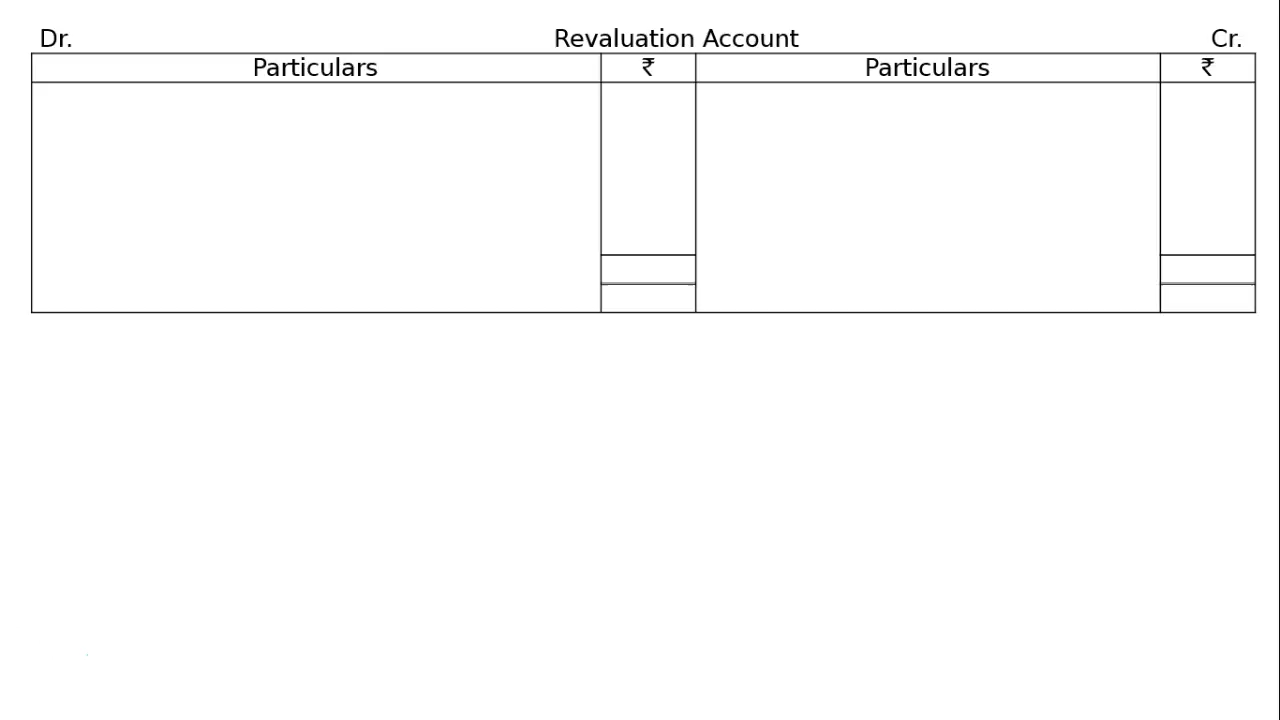 Dr. Revaluation Account Cr.
Particulars ₹ Particulars ₹